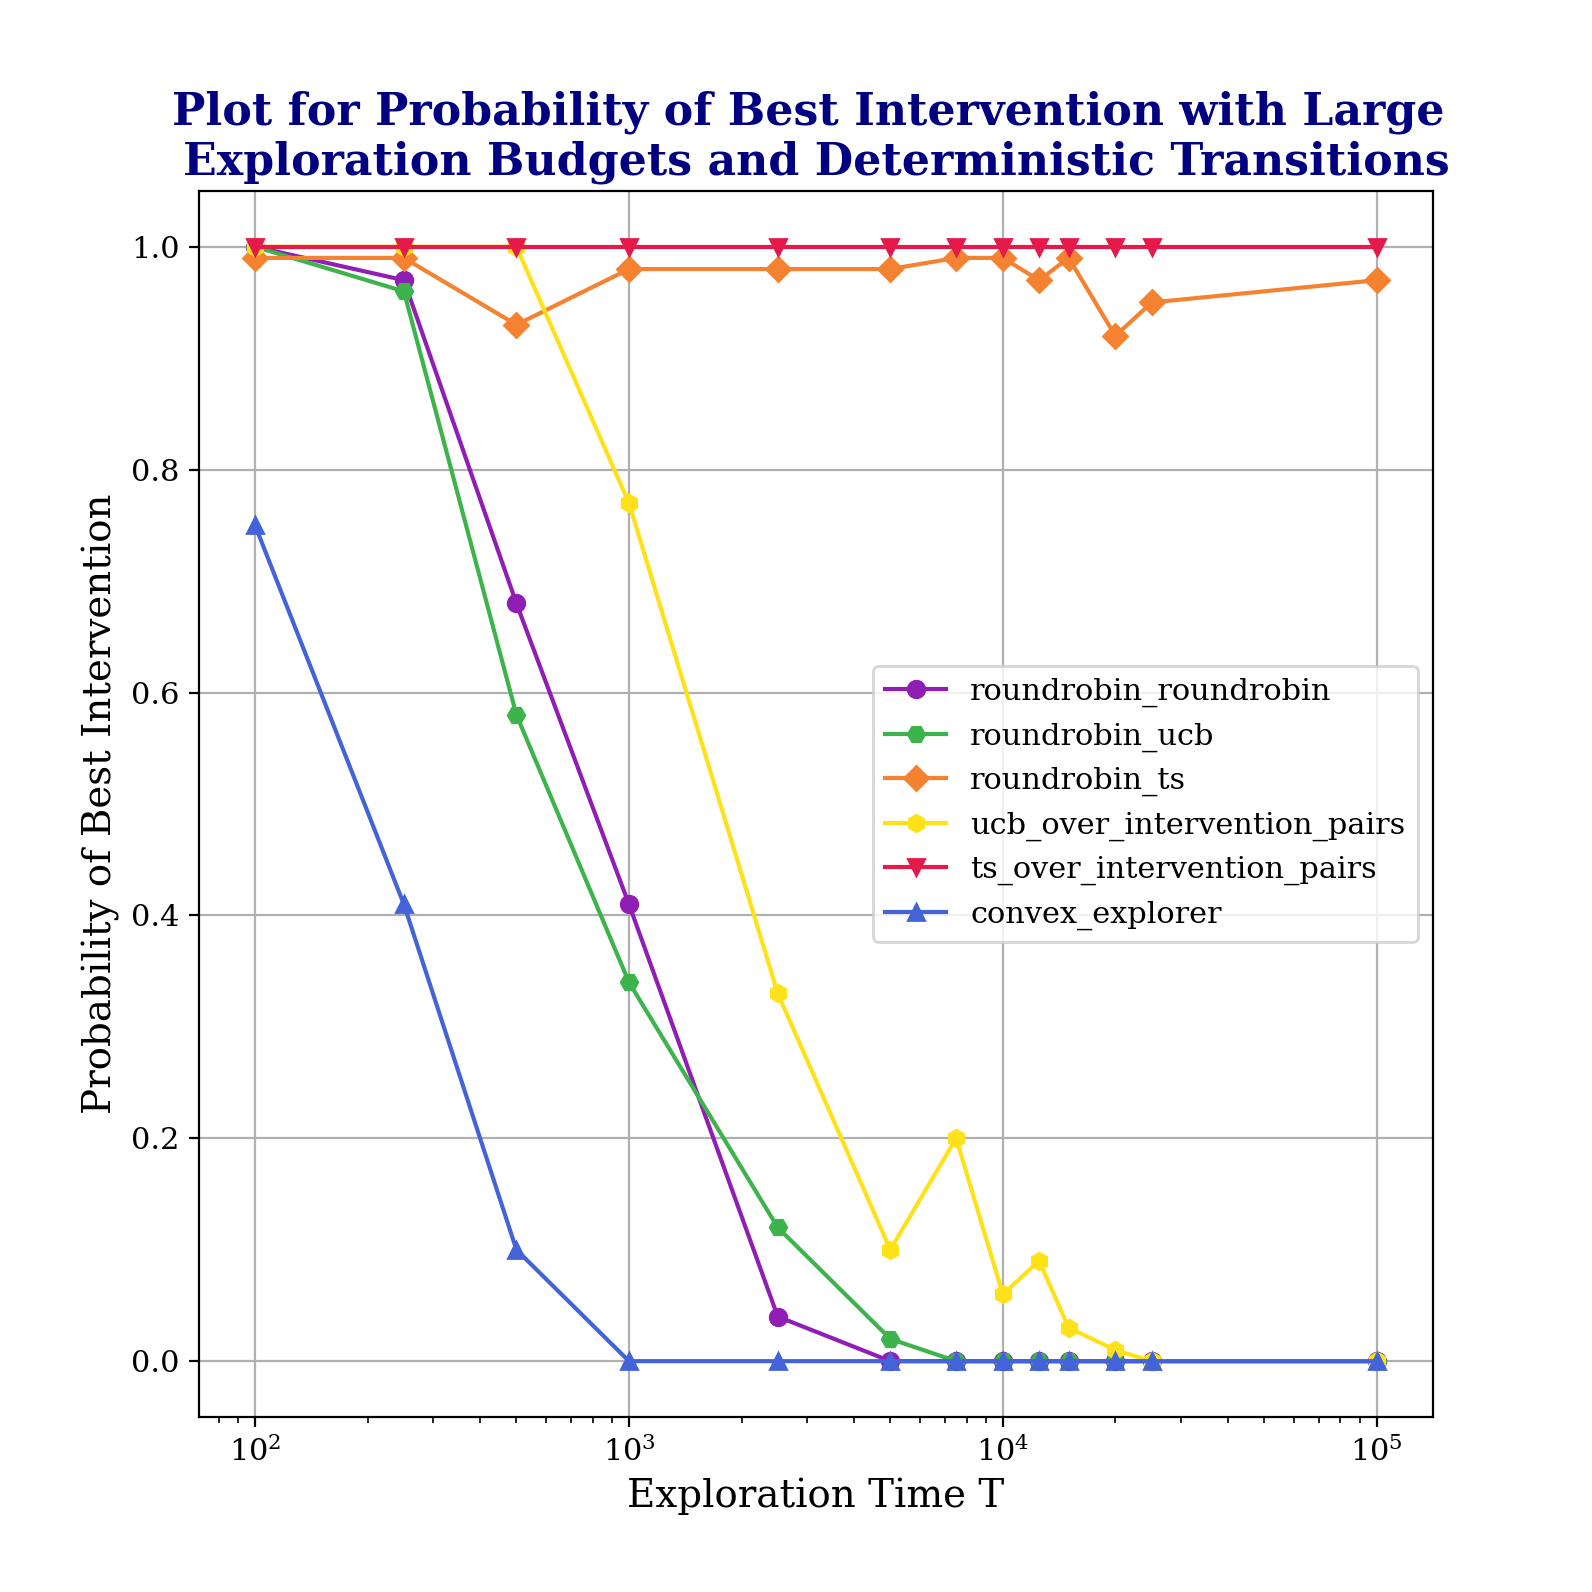 Plot for Probability of Best Intervention with Large
Exploration Budgets and Deterministic Transitions
Probability of Best Intervention
1.0
0.8
0.6
0.4
0.2
0.0
roundrobin_roundrobin
roundrobin_ucb
roundrobin_ts
ucb_over_intervention_pairs
ts_over_intervention_pairs
convex_explorer
10² 10³ 10⁴ 10⁵
Exploration Time T